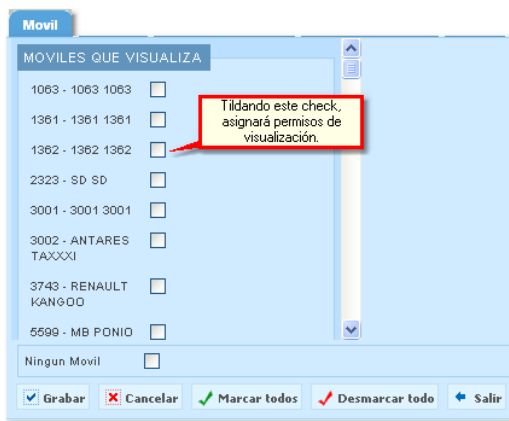 Movil
MOVILES QUE VISUALIZA
1063 - 1063 1063
1361 - 1361 1361
Tildando este check,
asignará permisos de
visualización.
1362 - 1362 1362
2323 - SD SD
3001 - 3001 3001
3002 - ANTARES
TAXXXI
3743 - RENAULT
KANGOO
5599 - MB PONIO
Ningun Movil
Grabar Cancelar Marcar todos Desmarcar todo Salir